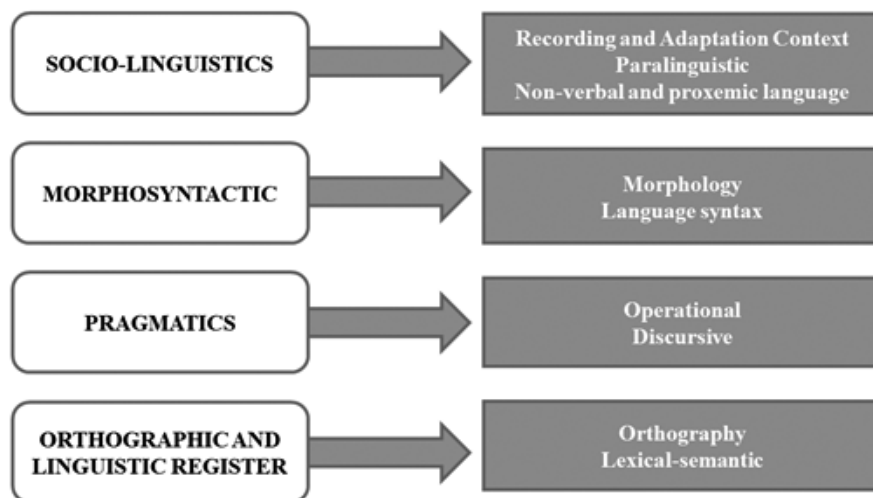 SOCIO-LINGUISTICS
Recording and Adaptation Context
Paralinguistic
Non-verbal and proxemic language
MORPHOSYNTACTIC
Morphology
Language syntax
PRAGMATICS
Operational
Discursive
ORTHOGRAPHIC AND
LINGUISTIC REGISTER
Orthography
Lexical-semantic